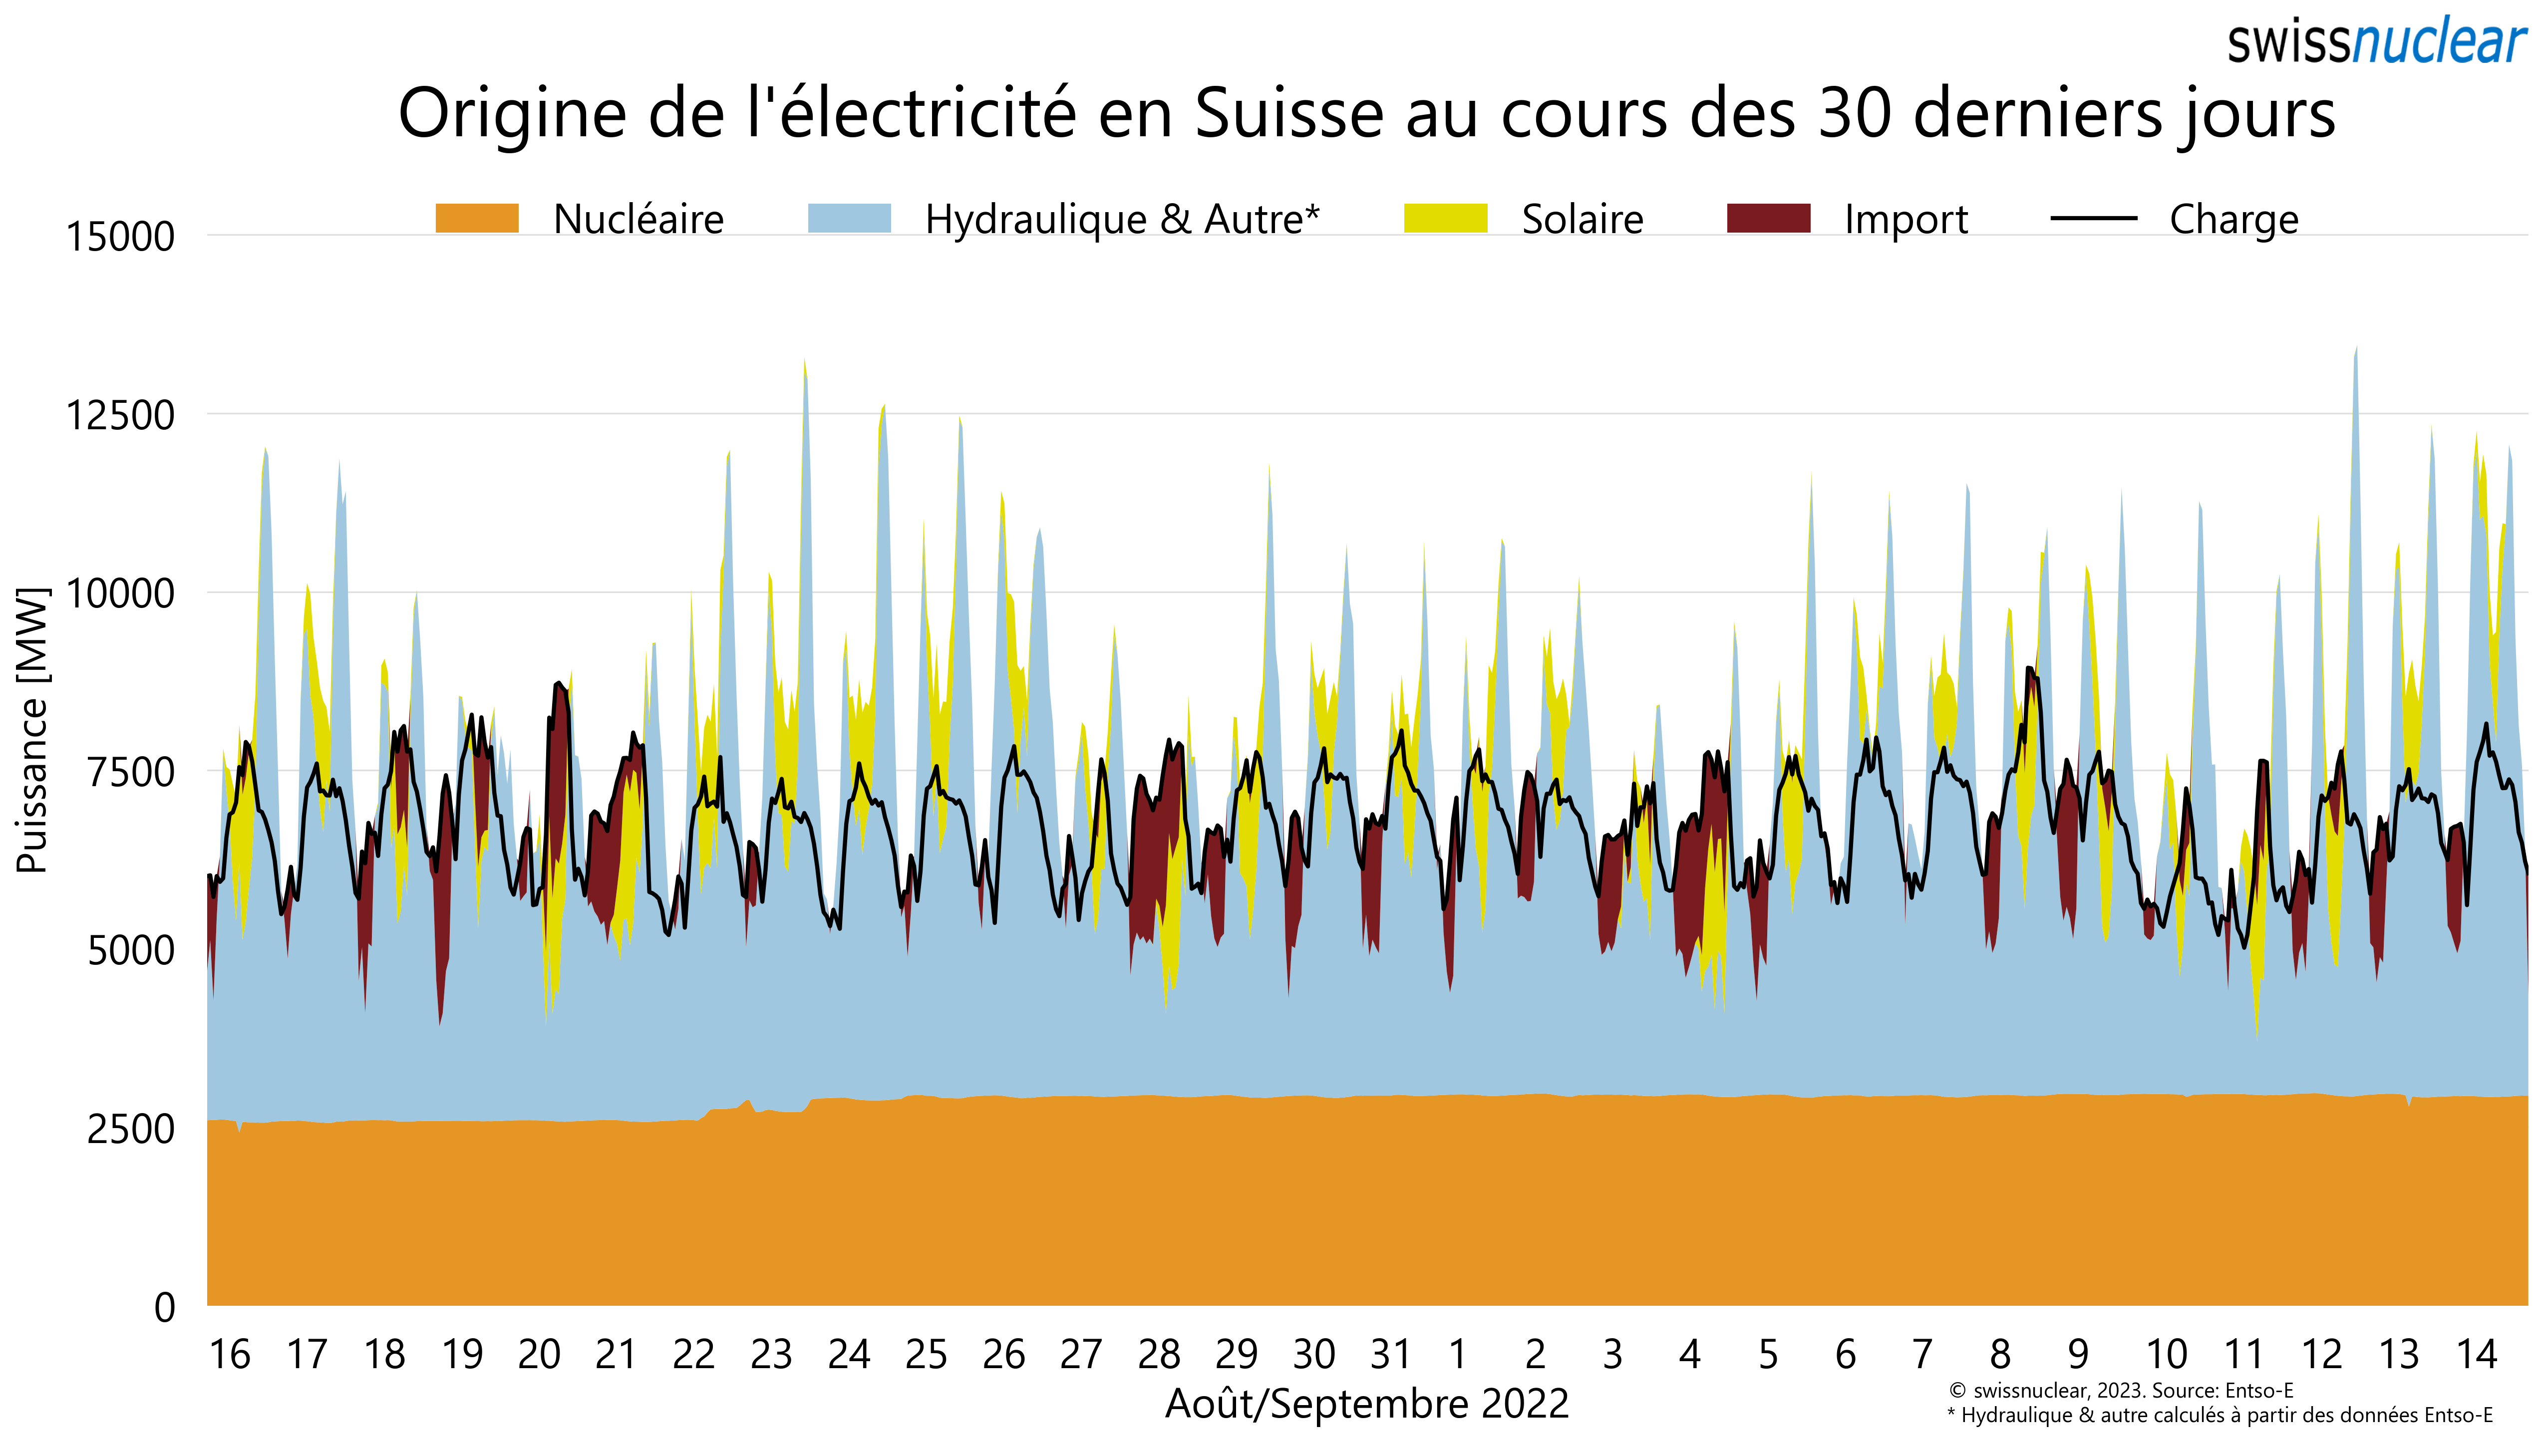 swissnuclear
Origine de l'électricité en Suisse au cours des 30 derniers jours
Nucléaire Hydraulique & Autre* Solaire Import Charge
15000
12500
10000
7500
5000
2500
0
Puissance [MW]
16 17 18 19 20 21 22 23 24 25 26 27 28 29 30 31 1 2 3 4 5 6 7 8 9 10 11 12 13 14
Août/Septembre 2022
© swissnuclear, 2023. Source: Entso-E
* Hydraulique & autre calculés à partir des données Entso-E